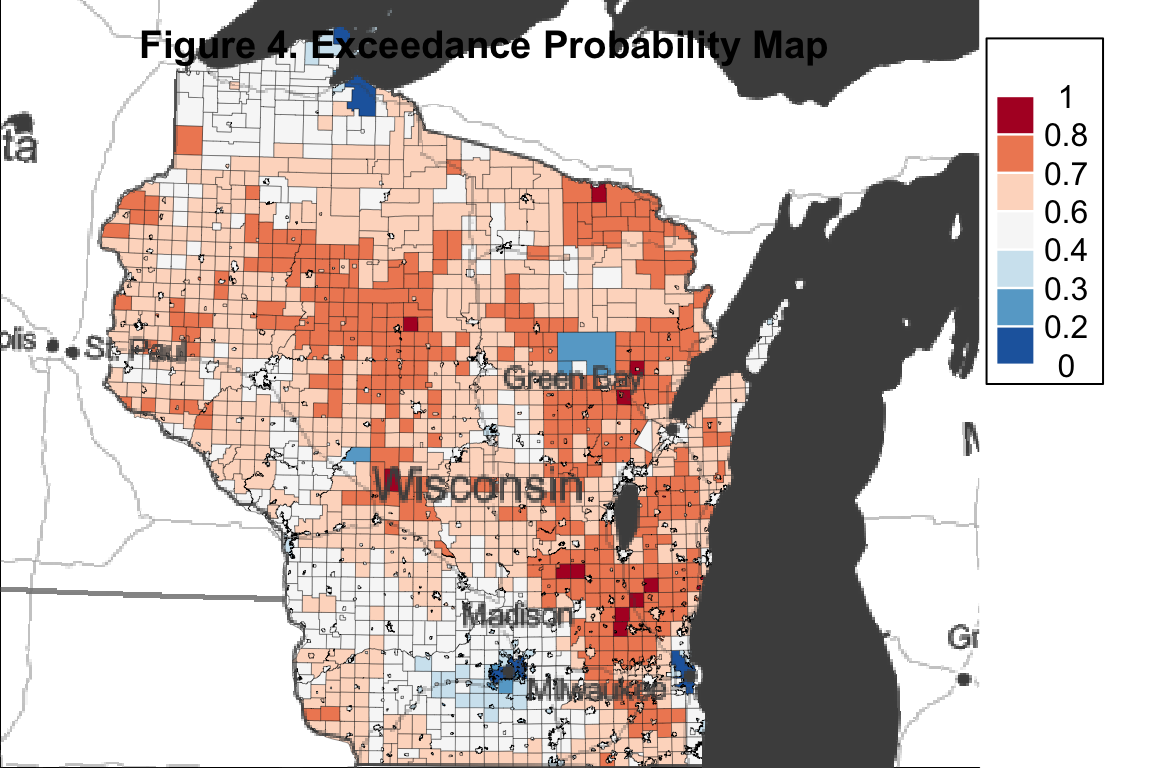 Figure 4. Exceedance Probability Map
1
0.8
0.7
0.6
0.4
0.3
0.2
0
ta
olis
St. Paul
Green Bay
Wisconsin
Madison
Milwaukee
Gr